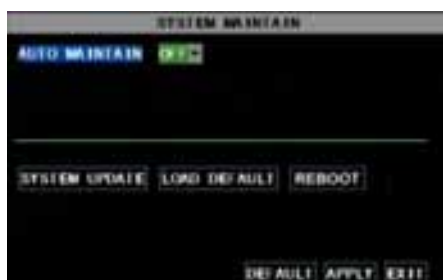 SYSTEM MAINTAIN
AUTO MAINTAIN OFF
SYSTEM UPDATE LOAD DEFAULT REBOOT
DEFAULT APPLY EXIT